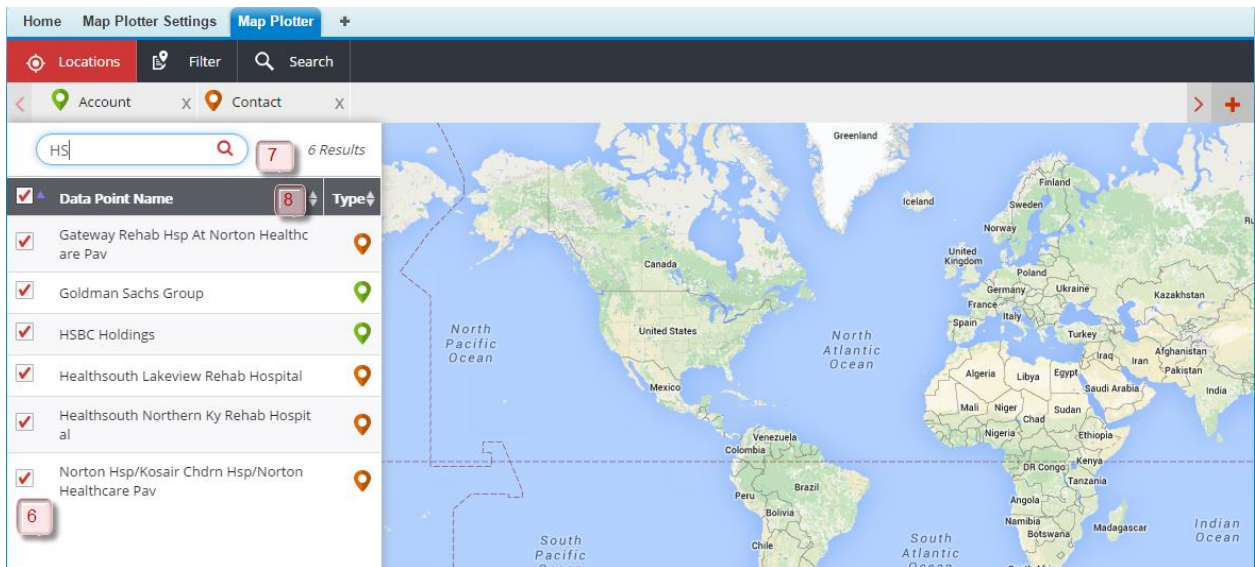 Home Map Plotter Settings Map Plotter +
Locations Filter Search
< Account X Contact X > +
HS 7 6 Results
Data Point Name 8 Type
Gateway Rehab Hsp At Norton Healthc
are Pav
Goldman Sachs Group
HSBC Holdings
Healthsouth Lakeview Rehab Hospital
Healthsouth Northern Ky Rehab Hospit
al
Norton Hsp/Kosair Chdrn Hsp/Norton
Healthcare Pav
6
Greenland
Finland
Iceland
Sweden
Norway
Canada
United
Kingdom
Poland
Germany
Ukraine
Kazakhstan
France
Italy
Spain
Turkey
United States
North
Pacific
Ocean
North
Atlantic
Ocean
Iraq
Iran
Afghanistan
Pakistan
Algeria
Libya
Egypt
Saudi Arabia
India
Mexico
Mali
Niger
Chad
Sudan
Nigeria
Ethiopia
Venezuela
Colombia
DR Congo
Kenya
Tanzania
Brazil
Peru
Bolivia
Angola
Namibia
Botswana
Madagascar
Indian
Ocean
Chile
South
Pacific
South
Atlantic